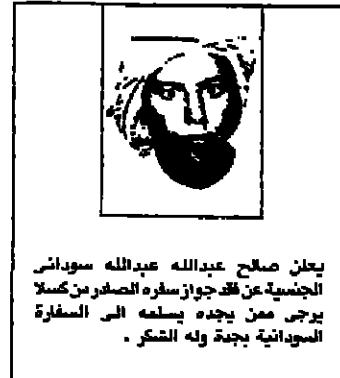 يعلن صالح عبدالله عبدالله سودانى
الجنسية عن فقد جواز سفره الصادر من كسلا
يرجى ممن يجده يسلمه الى السفارة
السودانية بجدة وله الشكر .